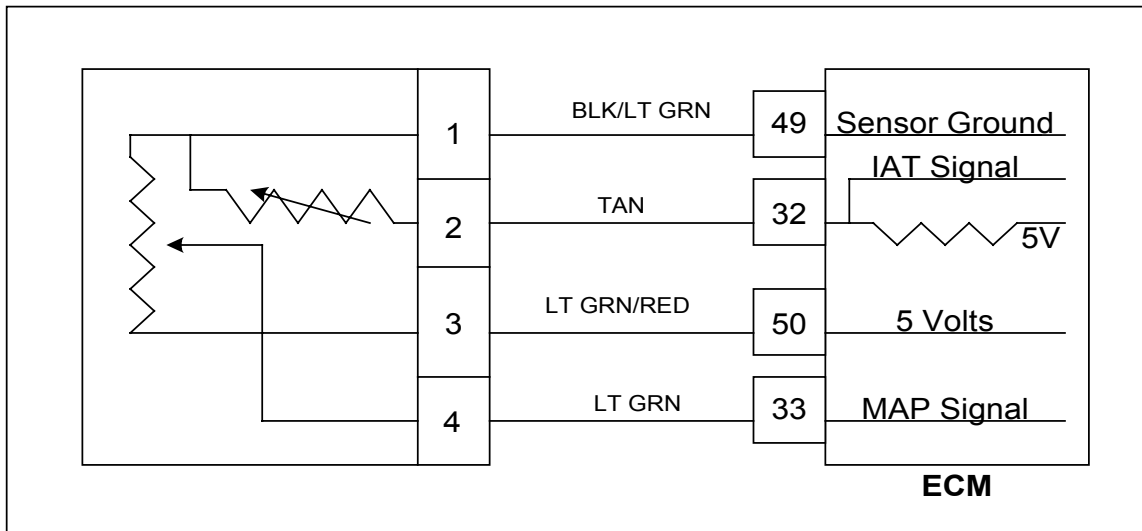 1
BLK/LT GRN
49
Sensor Ground
IAT Signal
2
TAN
32
5V
3
LT GRN/RED
50
5 Volts
4
LT GRN
33
MAP Signal
ECM